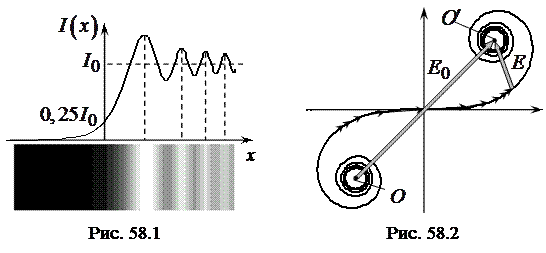 I(x)
I₀
0,25I₀
x
Рис. 58.1
O′
E
E₀
O
Рис. 58.2